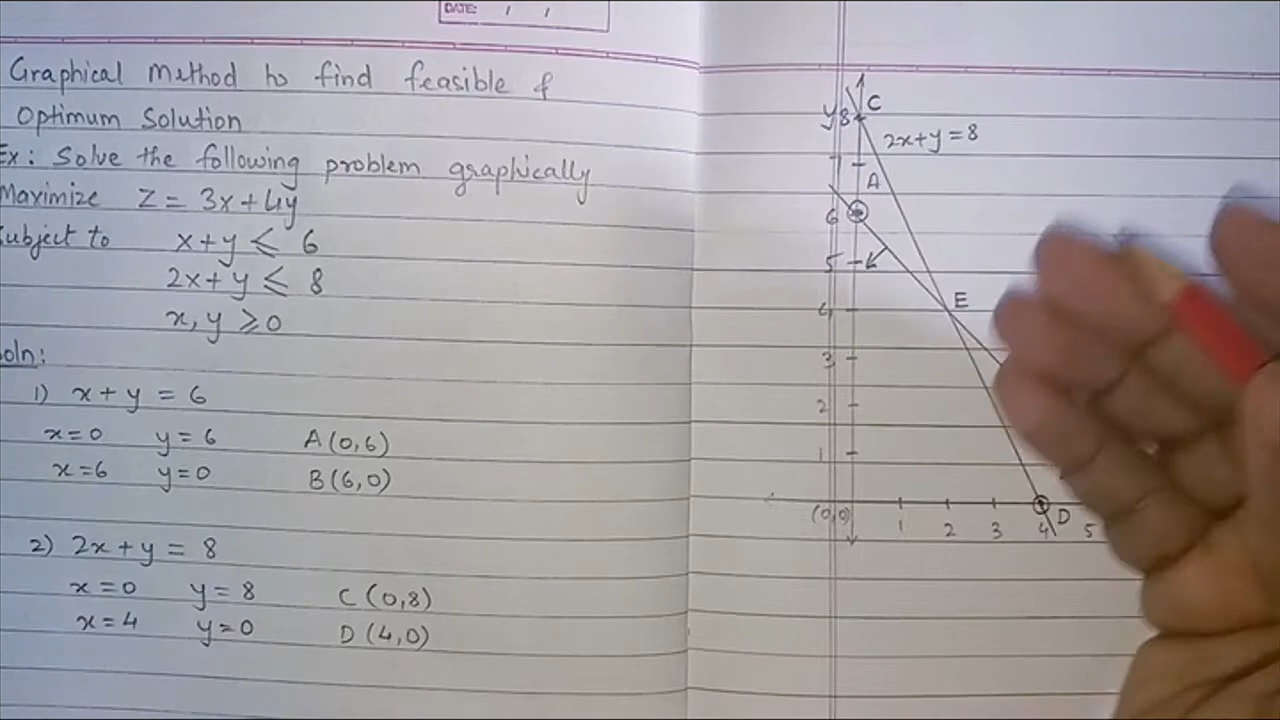 DATE: / /
Graphical Method to find feasible &
Optimum Solution
Ex: Solve the following problem graphically
Maximize Z = 3x+4y
Subject to x+y ≤ 6
2x+y ≤ 8
x, y ≥ 0
Soln:
1) x + y = 6
x=0 y=6 A(0,6)
x=6 y=0 B(6,0)
2) 2x+y = 8
x=0 y=8 C(0,8)
x=4 y=0 D(4,0)
C
y 8
2x+y=8
7
A
6
5
E
4
3
2
1
(0,0) 1 2 3 4 D 5